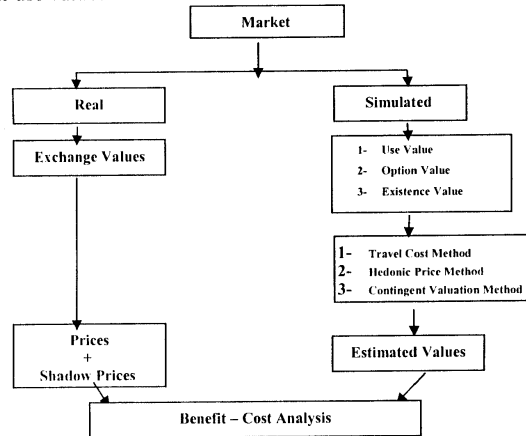 Market
Real
Simulated
Exchange Values
1- Use Value
2- Option Value
3- Existence Value
1- Travel Cost Method
2- Hedonic Price Method
3- Contingent Valuation Method
Prices
+
Shadow Prices
Estimated Values
Benefit – Cost Analysis